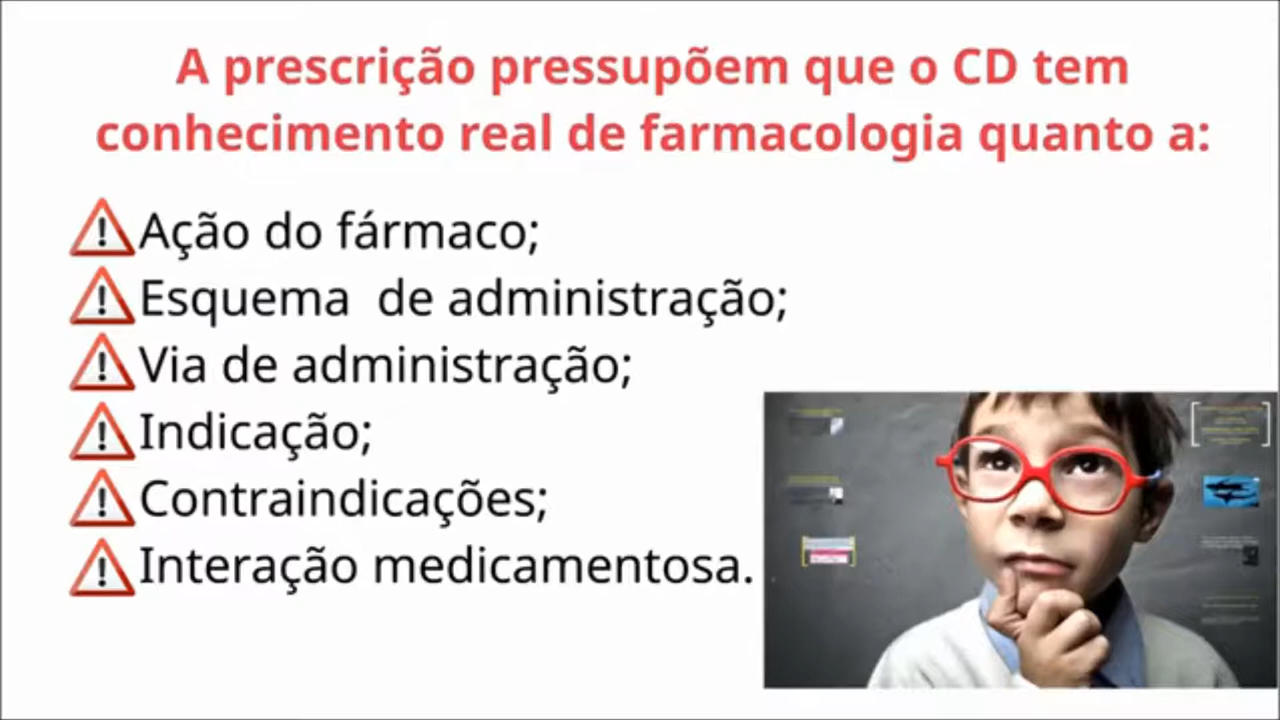 A prescrição pressupõem que o CD tem
conhecimento real de farmacologia quanto a:
Ação do fármaco;
Esquema de administração;
Via de administração;
Indicação;
Contraindicações;
Interação medicamentosa.